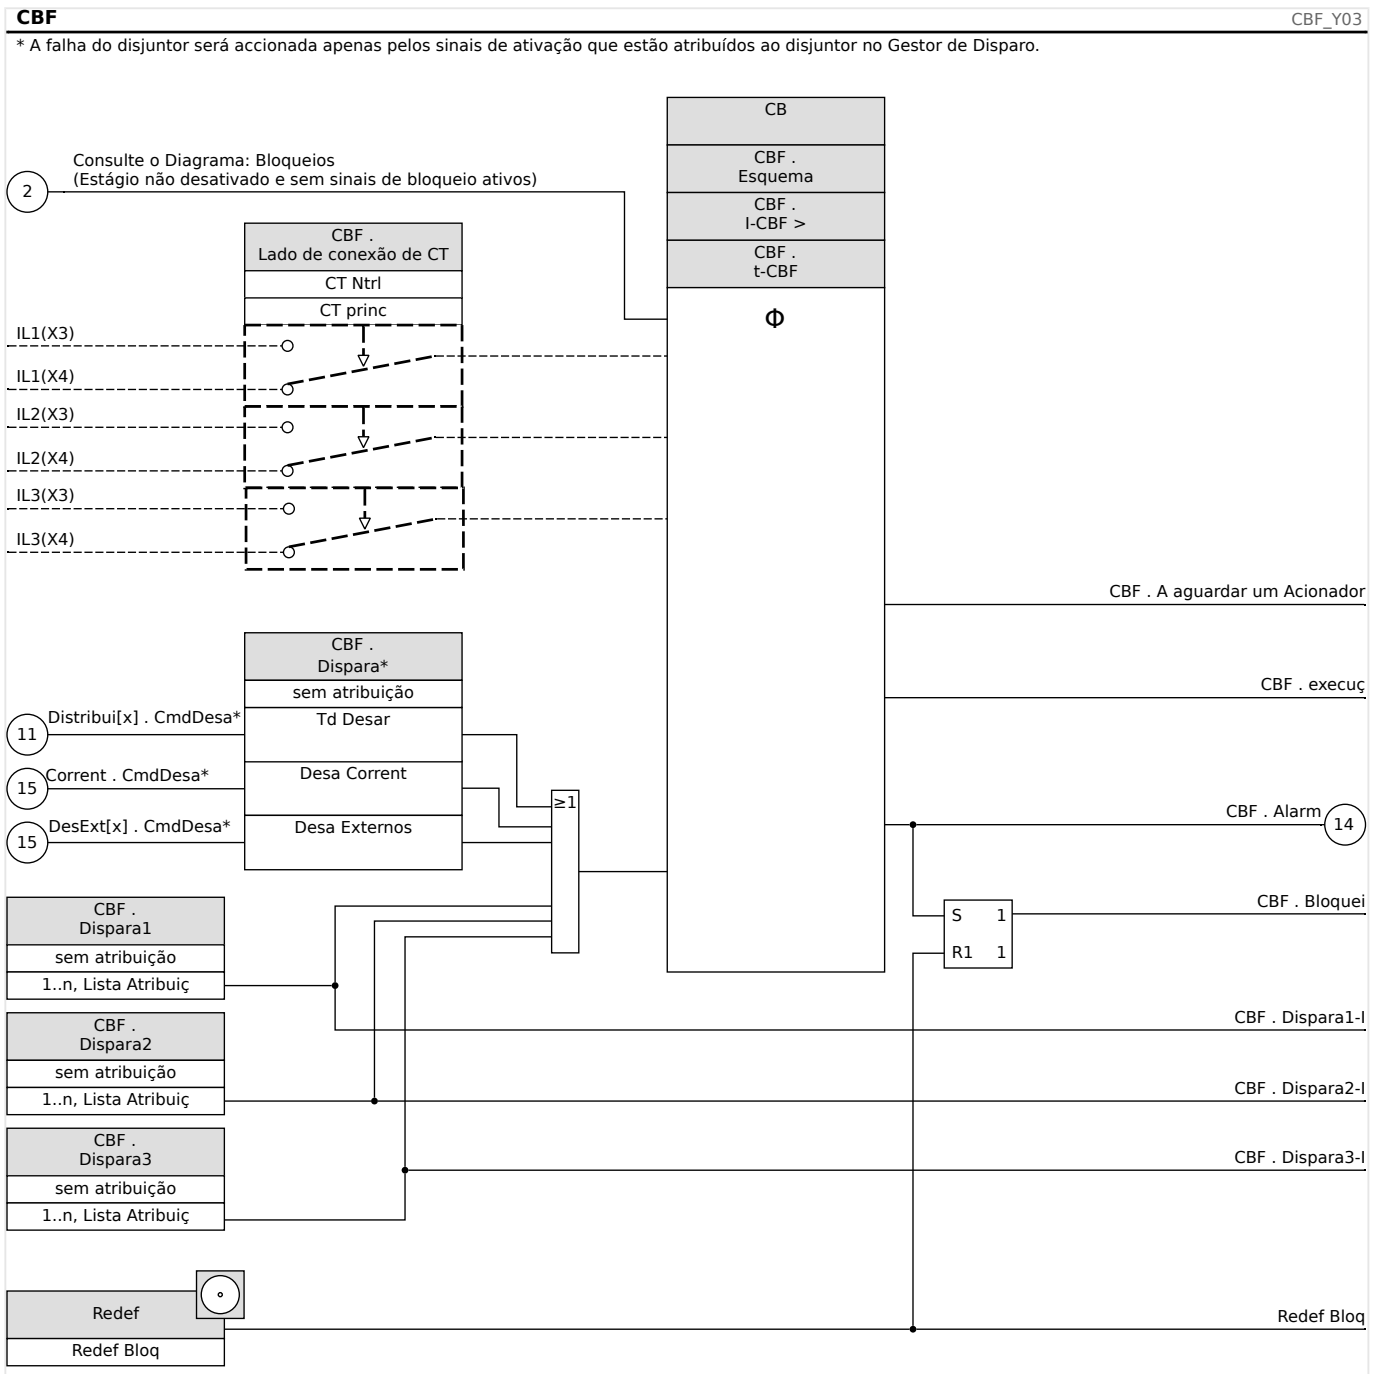 CBF
CBF_Y03
* A falha do disjuntor será accionada apenas pelos sinais de ativação que estão atribuídos ao disjuntor no Gestor de Disparo.
CB
CBF .
Esquema
CBF .
I-CBF >
CBF .
t-CBF
Φ
2
Consulte o Diagrama: Bloqueios
(Estágio não desativado e sem sinais de bloqueio ativos)
CBF .
Lado de conexão de CT
CT Ntrl
CT princ
IL1(X3)
IL1(X4)
IL2(X3)
IL2(X4)
IL3(X3)
IL3(X4)
CBF . A aguardar um Acionador
CBF .
Dispara*
sem atribuição
Td Desar
Desa Corrent
Desa Externos
CBF . execuç
11
Distribui[x] . CmdDesa*
15
Corrent . CmdDesa*
15
DesExt[x] . CmdDesa*
≥1
CBF . Alarm
14
CBF . Bloquei
S 1
R1 1
CBF .
Dispara1
sem atribuição
1..n, Lista Atribuiç
CBF . Dispara1-I
CBF .
Dispara2
sem atribuição
1..n, Lista Atribuiç
CBF . Dispara2-I
CBF .
Dispara3
sem atribuição
1..n, Lista Atribuiç
CBF . Dispara3-I
Redef
Redef Bloq
Redef Bloq